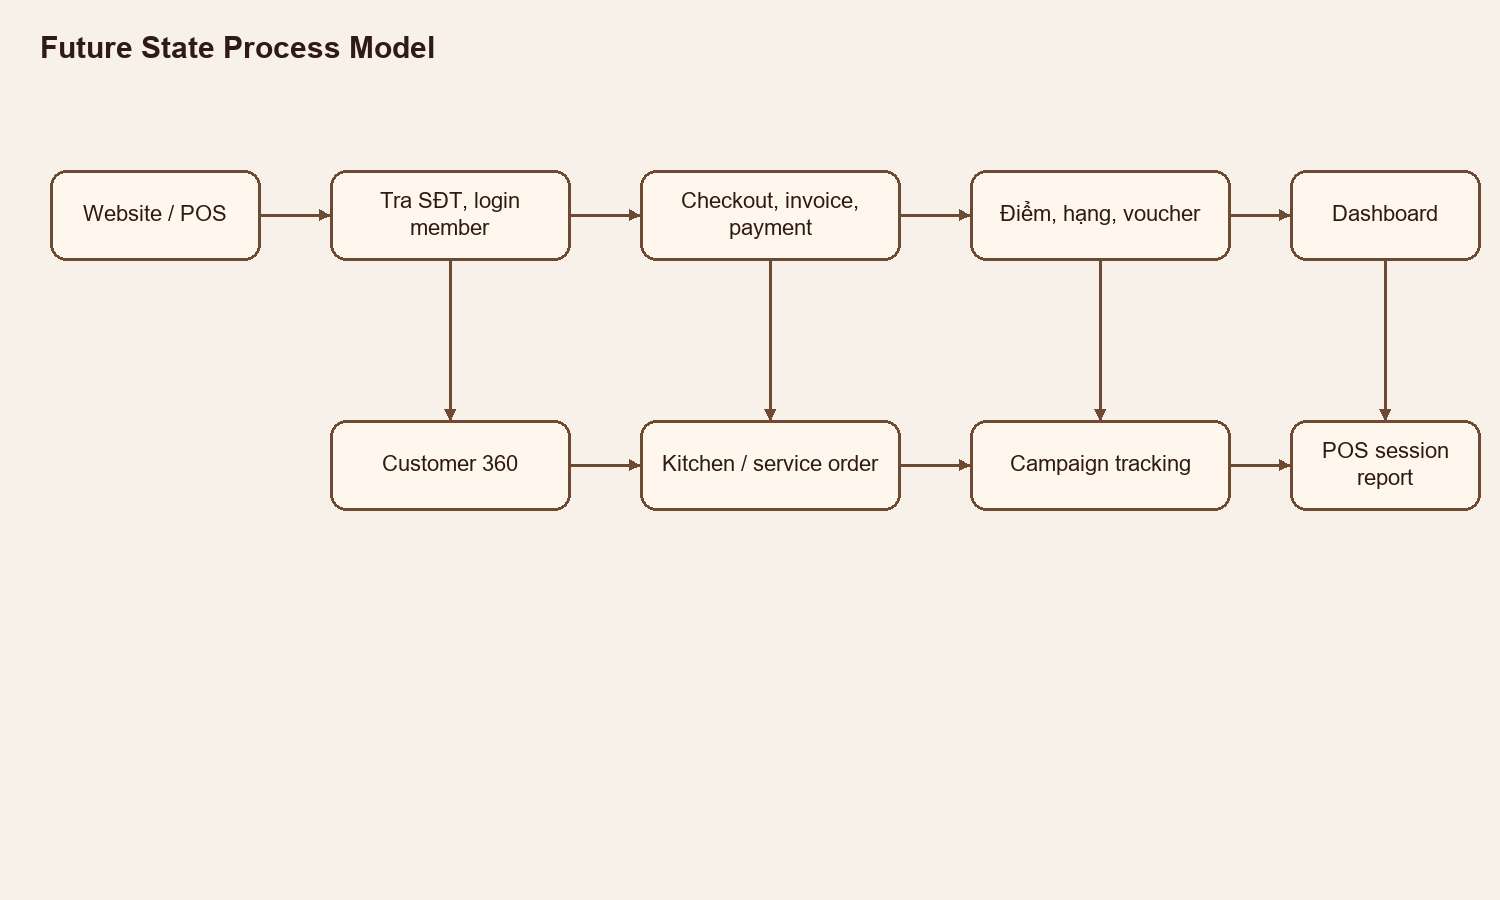 Future State Process Model
Website / POS
Tra SĐT, login
member
Checkout, invoice,
payment
Điểm, hạng, voucher
Dashboard
Customer 360
Kitchen / service order
Campaign tracking
POS session
report